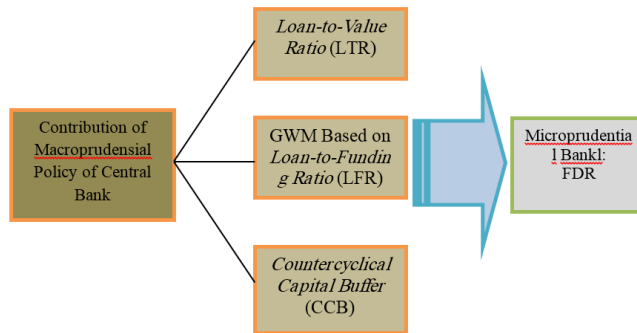 Loan-to-Value
Ratio (LTR)
Contribution of
Macroprudensial
Policy of Central
Bank
GWM Based on
Loan-to-Fundin
g Ratio (LFR)
Microprudentia
l Bankl:
FDR
Countercyclical
Capital Buffer
(CCB)